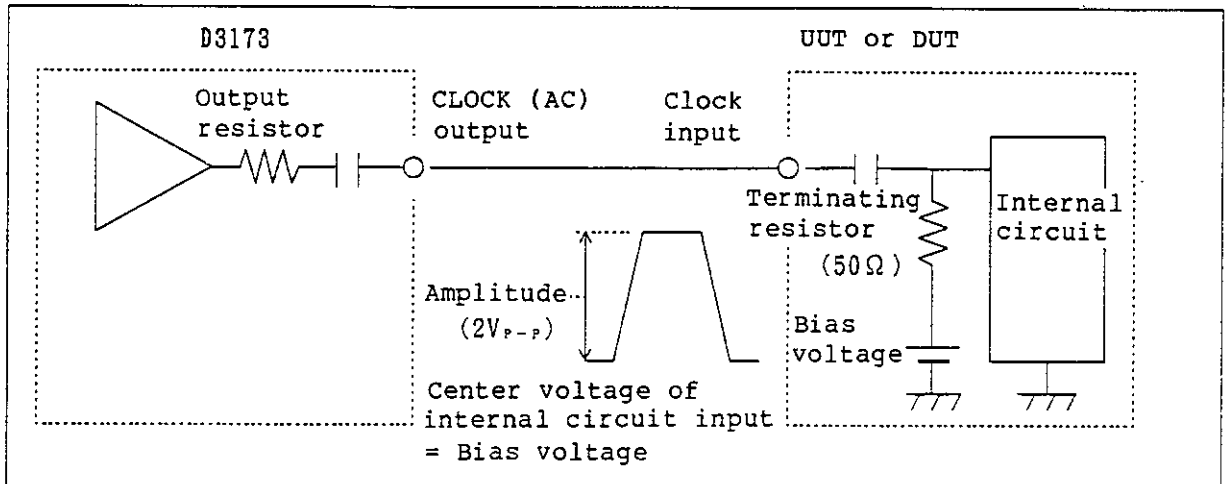 D3173
UUT or DUT
Output
resistor
CLOCK (AC)
output
Clock
input
Terminating
resistor
(50Ω)
Internal
circuit
Amplitude
(2VP-P)
Bias
voltage
Center voltage of
internal circuit input
= Bias voltage